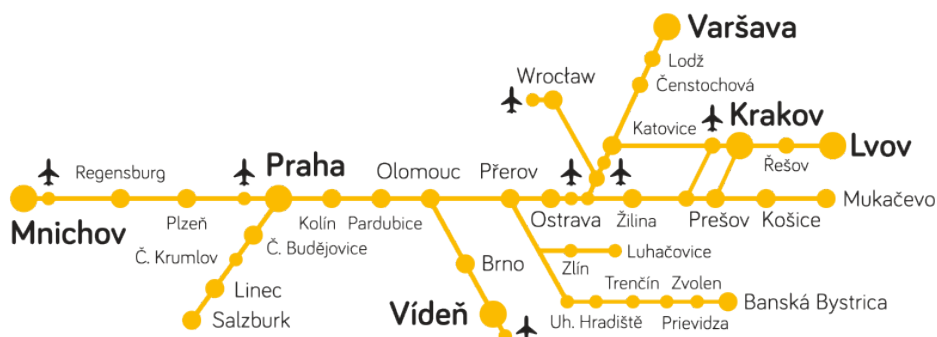 Varšava
Lodž
Wrocław
Čenstochová
Katovice
Krakov
Řešov
Lvov
Regensburg
Praha
Olomouc
Přerov
Mnichov
Plzeň
Kolín
Pardubice
Ostrava
Žilina
Prešov
Košice
Mukačevo
Č. Krumlov
Č. Budějovice
Linec
Salzburk
Brno
Vídeň
Zlín
Luhačovice
Trenčín
Zvolen
Banská Bystrica
Uh. Hradiště
Prievidza